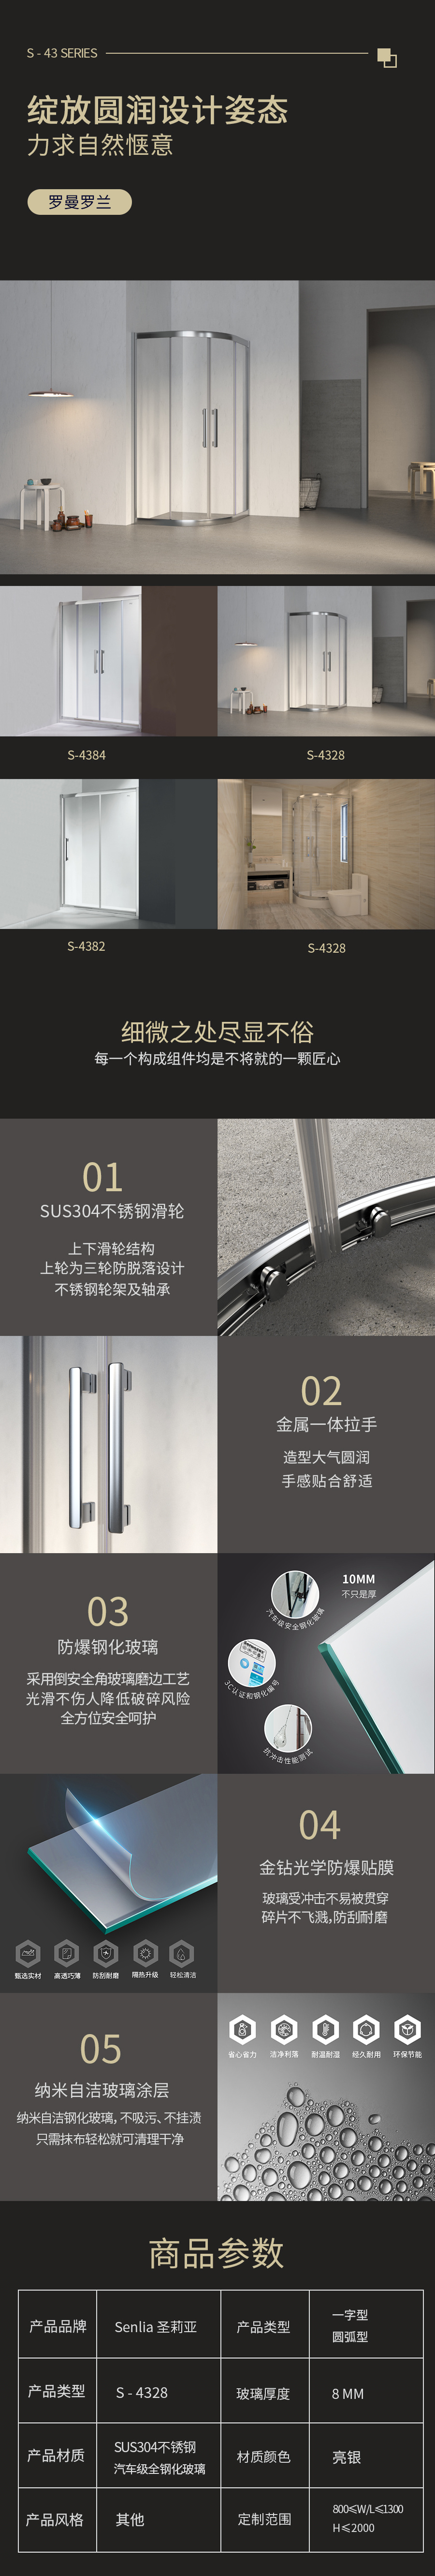 S - 43 SERIES
绽放圆润设计姿态
力求自然惬意
罗曼罗兰
S-4384
S-4328
S-4382
S-4328
细微之处尽显不俗
每一个构成组件均是不将就的一颗匠心
01
SUS304不锈钢滑轮
上下滑轮结构
上轮为三轮防脱落设计
不锈钢轮架及轴承
02
金属一体拉手
造型大气圆润
手感贴合舒适
03
防爆钢化玻璃
采用倒安全角玻璃磨边工艺
光滑不伤人降低破碎风险
全方位安全呵护
10MM
不只是厚
汽车级安全钢化玻璃
3C认证和钢化编号
抗冲击性能测试
04
金钻光学防爆贴膜
玻璃受冲击不易被贯穿
碎片不飞溅,防刮耐磨
甄选实材 高透巧薄 防刮耐磨 隔热升级 轻松清洁
05
纳米自洁玻璃涂层
纳米自洁钢化玻璃,不吸污、不挂渍
只需抹布轻松就可清理干净
省心省力 洁净利落 耐温耐湿 经久耐用 环保节能
商品参数
产品品牌 Senlia 圣莉亚 产品类型 一字型
圆弧型
产品类型 S - 4328 玻璃厚度 8 MM
产品材质 SUS304不锈钢
汽车级全钢化玻璃 材质颜色 亮银
产品风格 其他 定制范围 800≤W/L≤1300
H≤2000